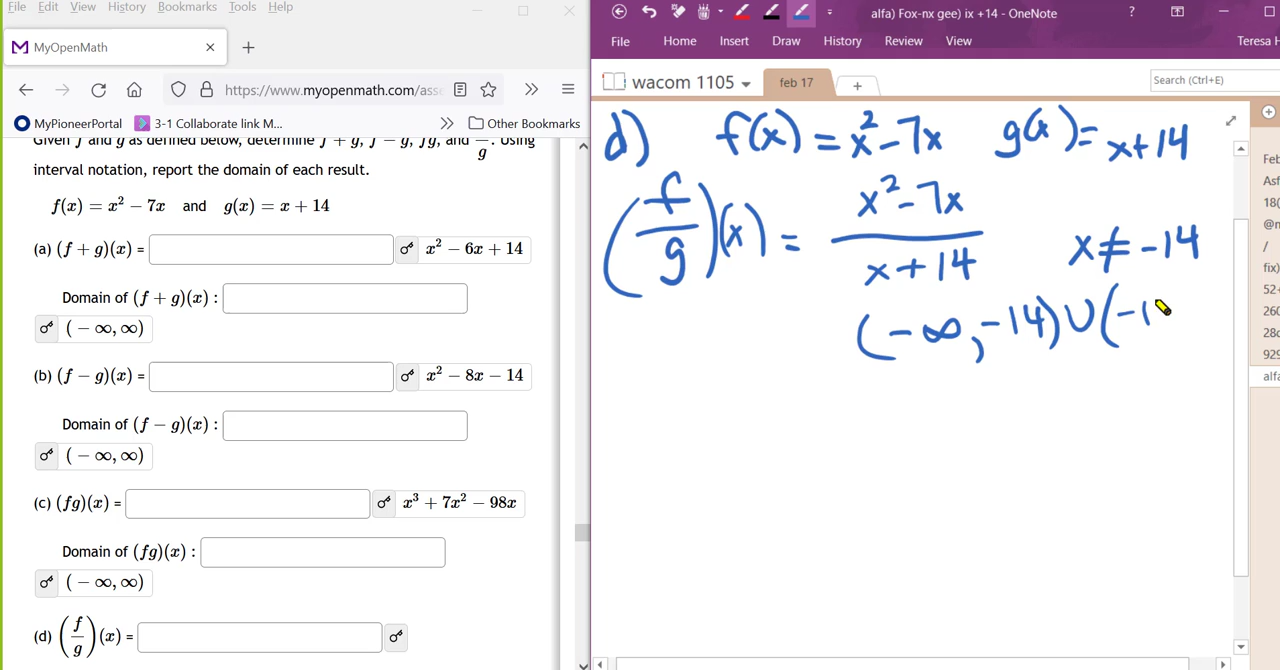 File Edit View History Bookmarks Tools Help
MyOpenMath
https://www.myopenmath.com/asse
MyPionerPortal 3-1 Collaborate link M... Other Bookmarks
Given f and g as defined below, determine f + g, f − g, fg, and f/g. Using
interval notation, report the domain of each result.
f(x) = x² − 7x and g(x) = x + 14
(a) (f + g)(x) = x² − 6x + 14
Domain of (f + g)(x) :
( − ∞, ∞)
(b) (f − g)(x) = x² − 8x − 14
Domain of (f − g)(x) :
( − ∞, ∞)
(c) (fg)(x) = x³ + 7x² − 98x
Domain of (fg)(x) :
( − ∞, ∞)
(d) (f/g)(x) =
alfa) Fox-nx gee) ix +14 - OneNote ?
File Home Insert Draw History Review View Teresa H
wacom 1105 feb 17 + Search (Ctrl+E)
d) f(x) = x² − 7x g(x) = x + 14
(f/g)(x) = (x² − 7x)/(x + 14) x ≠ −14
(−∞, −14) ∪ (−1
Feb
Asf
18(
@n
/
fix)
52+
260
28c
929
alfa